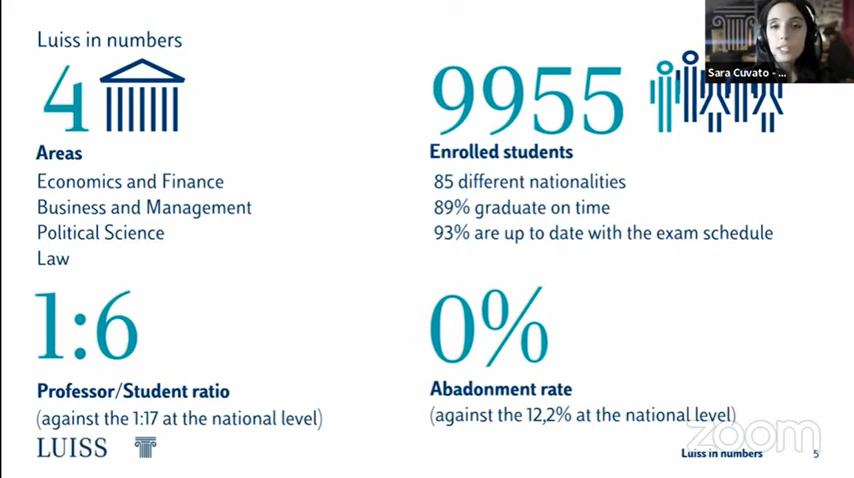 Luiss in numbers
4
Areas
Economics and Finance
Business and Management
Political Science
Law
9955
Enrolled students
85 different nationalities
89% graduate on time
93% are up to date with the exam schedule
1:6
Professor/Student ratio
(against the 1:17 at the national level)
0%
Abadonment rate
(against the 12,2% at the national level)
LUISS
zoom
Luiss in numbers
5
Sara Cuvato - ...